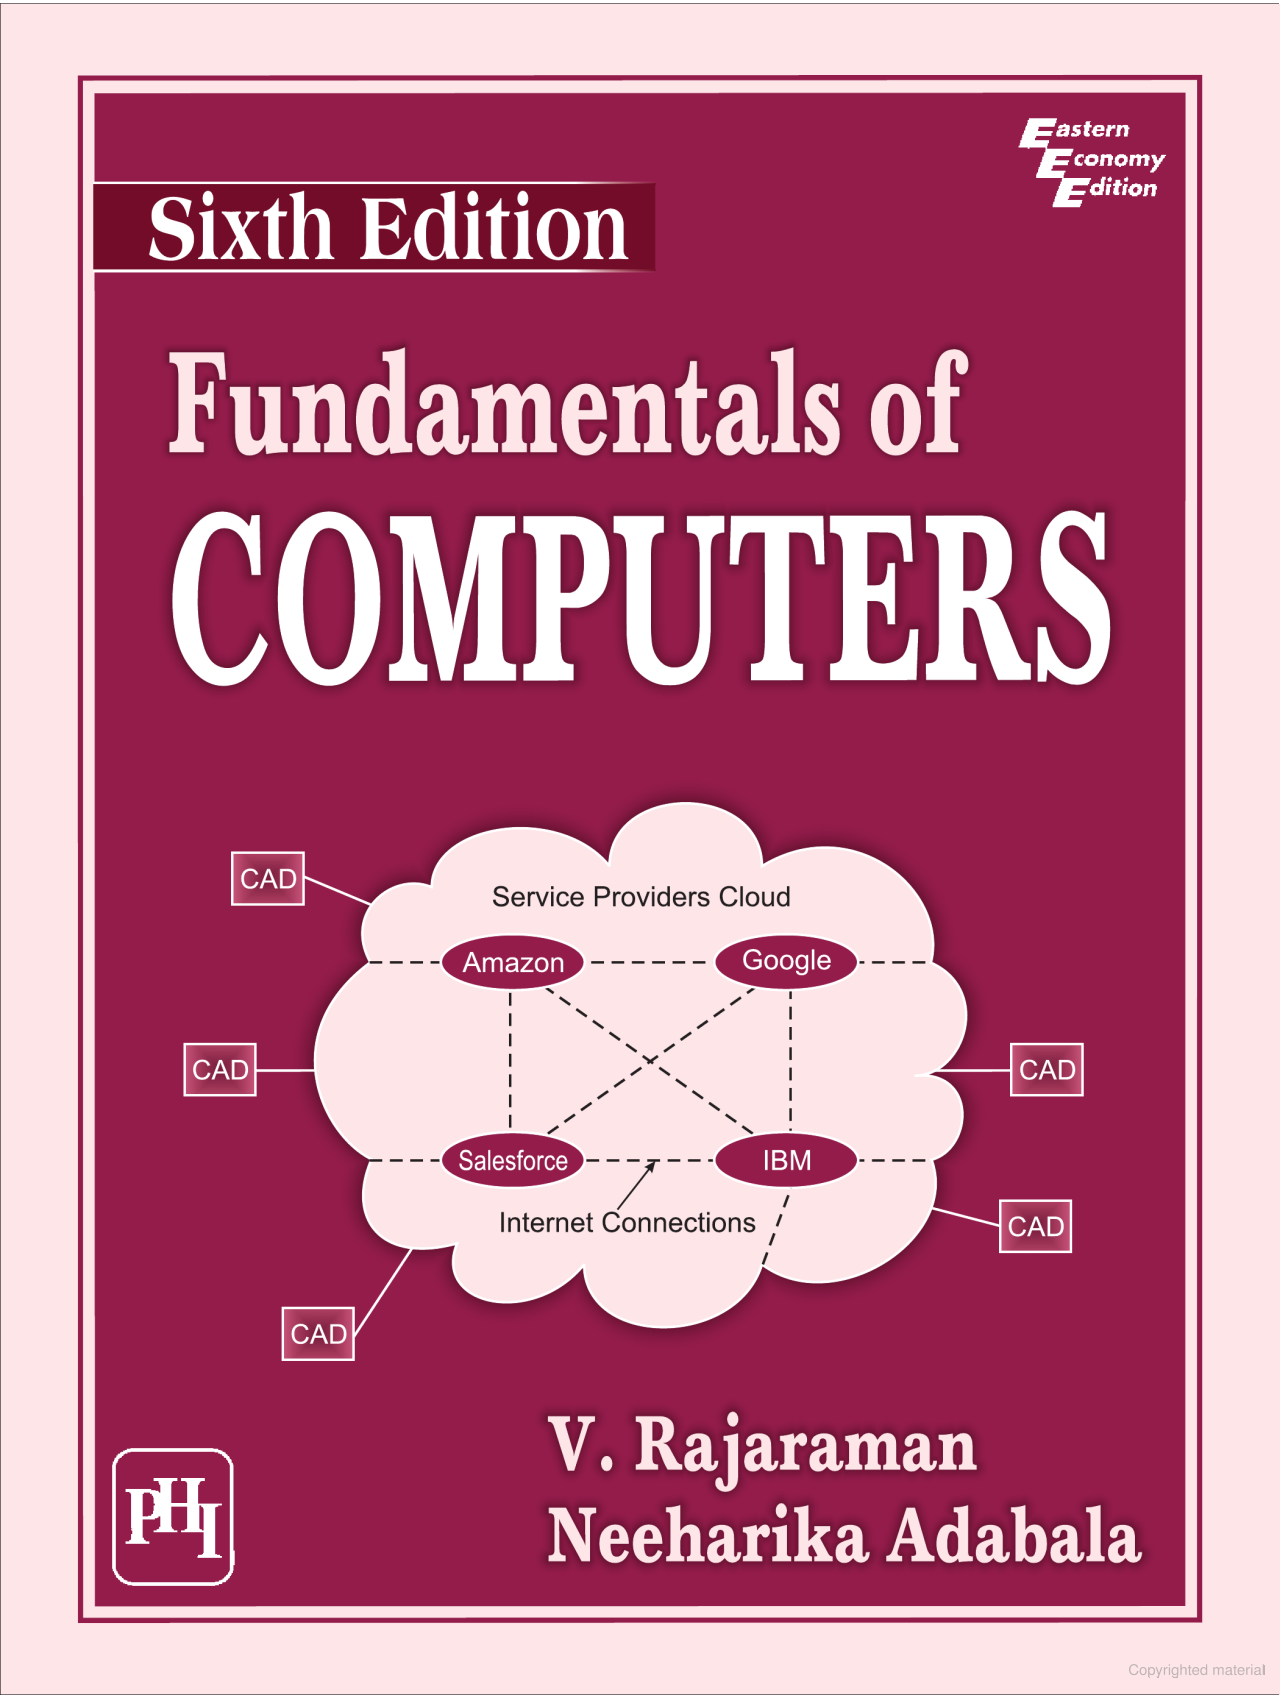 Eastern
Economy
Edition
Sixth Edition
Fundamentals of
COMPUTERS
CAD
Service Providers Cloud
Amazon
Google
CAD
CAD
Salesforce
IBM
Internet Connections
CAD
CAD
V. Rajaraman
Neeharika Adabala
PHI
Copyrighted material